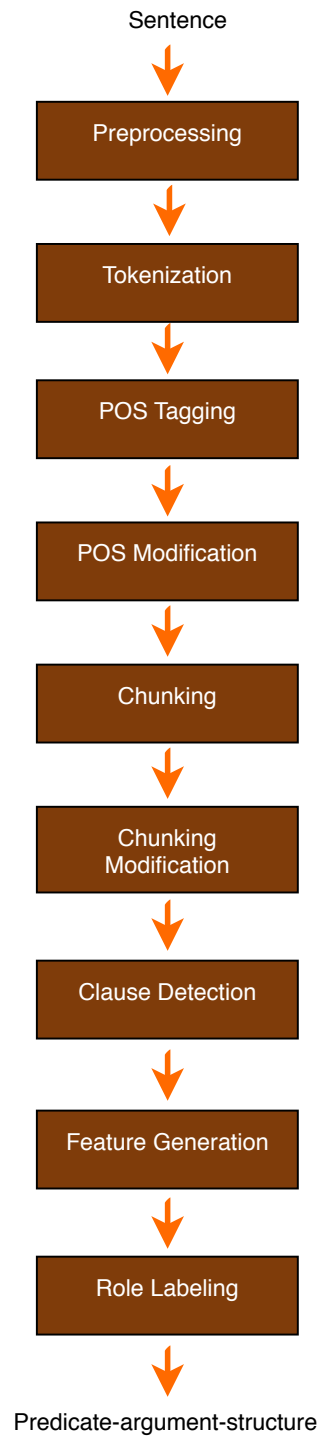 Sentence
Preprocessing
Tokenization
POS Tagging
POS Modification
Chunking
Chunking
Modification
Clause Detection
Feature Generation
Role Labeling
Predicate-argument-structure